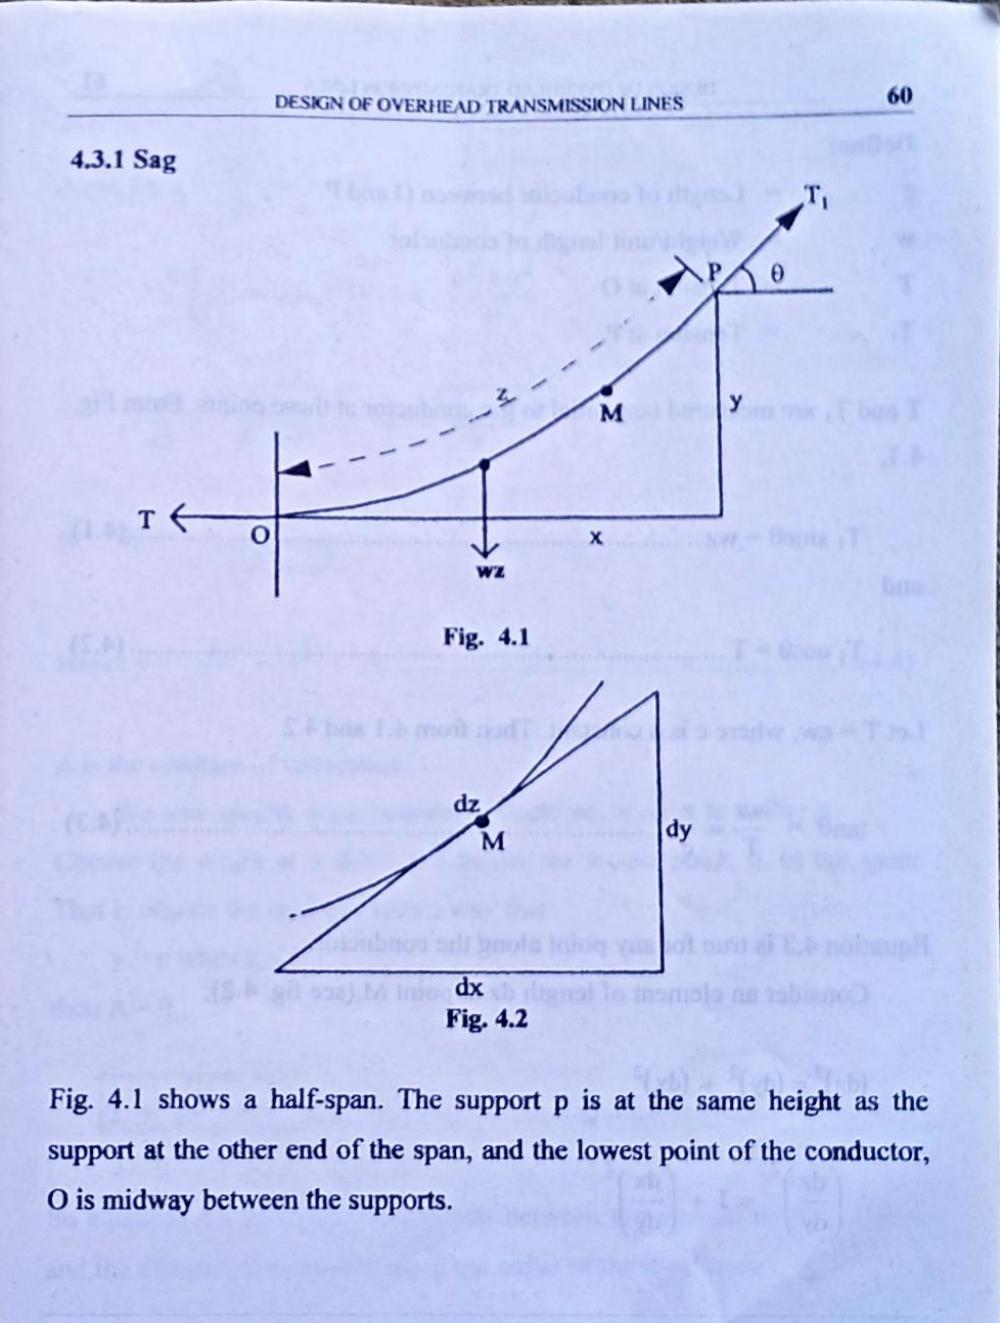 DESIGN OF OVERHEAD TRANSMISSION LINES 60
4.3.1 Sag
T₁
P θ
z
M
y
T
O
x
wz
Fig. 4.1
dz
M
dy
dx
Fig. 4.2
Fig. 4.1 shows a half-span. The support p is at the same height as the
support at the other end of the span, and the lowest point of the conductor,
O is midway between the supports.